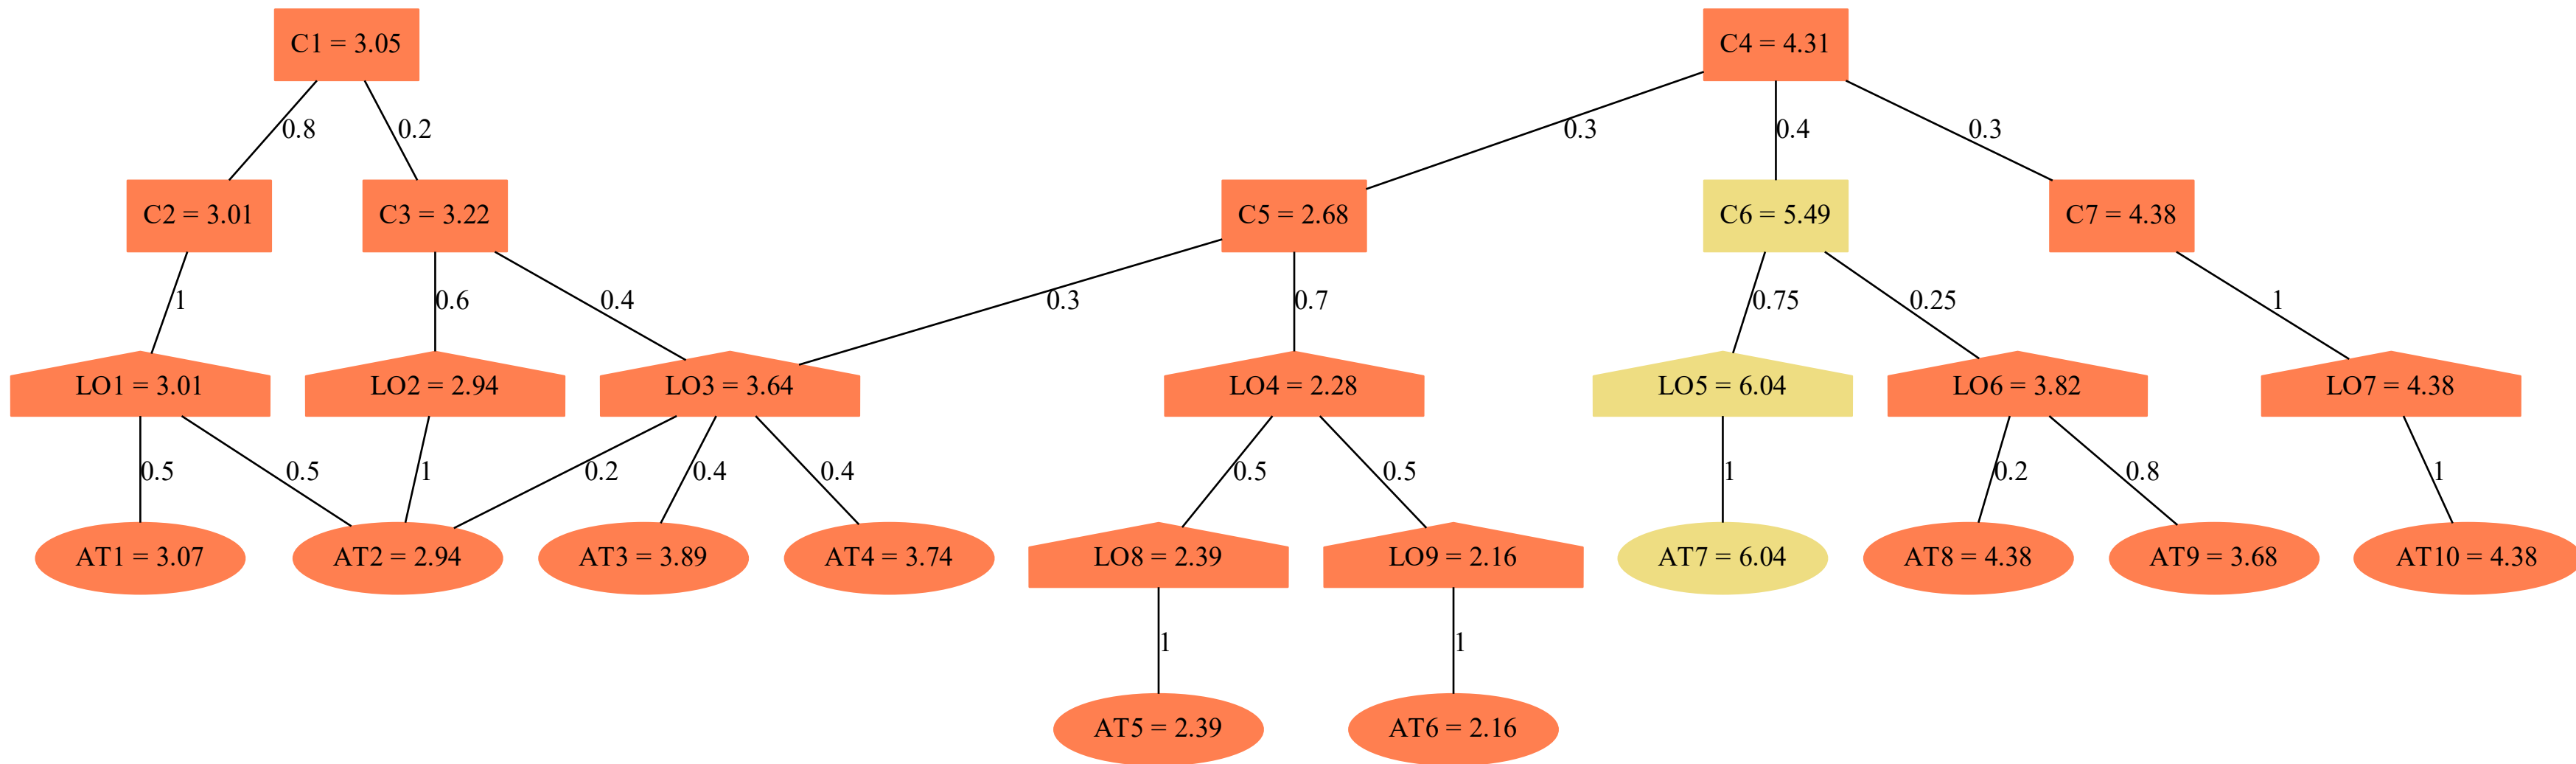 C1 = 3.05
C4 = 4.31
0.8
0.2
0.3
0.4
0.3
C2 = 3.01
C3 = 3.22
C5 = 2.68
C6 = 5.49
C7 = 4.38
1
0.6
0.4
0.3
0.7
0.75
0.25
1
LO1 = 3.01
LO2 = 2.94
LO3 = 3.64
LO4 = 2.28
LO5 = 6.04
LO6 = 3.82
LO7 = 4.38
0.5
0.5
1
0.2
0.4
0.4
0.5
0.5
1
0.2
0.8
1
AT1 = 3.07
AT2 = 2.94
AT3 = 3.89
AT4 = 3.74
LO8 = 2.39
LO9 = 2.16
AT7 = 6.04
AT8 = 4.38
AT9 = 3.68
AT10 = 4.38
1
1
AT5 = 2.39
AT6 = 2.16